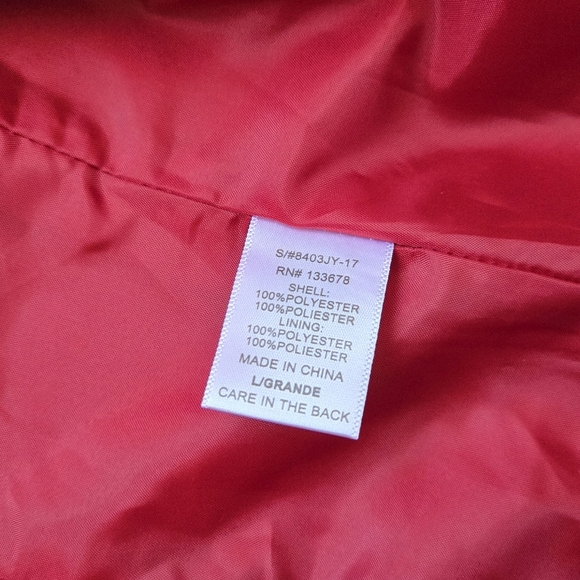 S/#8403JY-17
RN# 133678
SHELL:
100%POLYESTER
100%POLIESTER
LINING:
100%POLYESTER
100%POLIESTER
MADE IN CHINA
L/GRANDE
CARE IN THE BACK